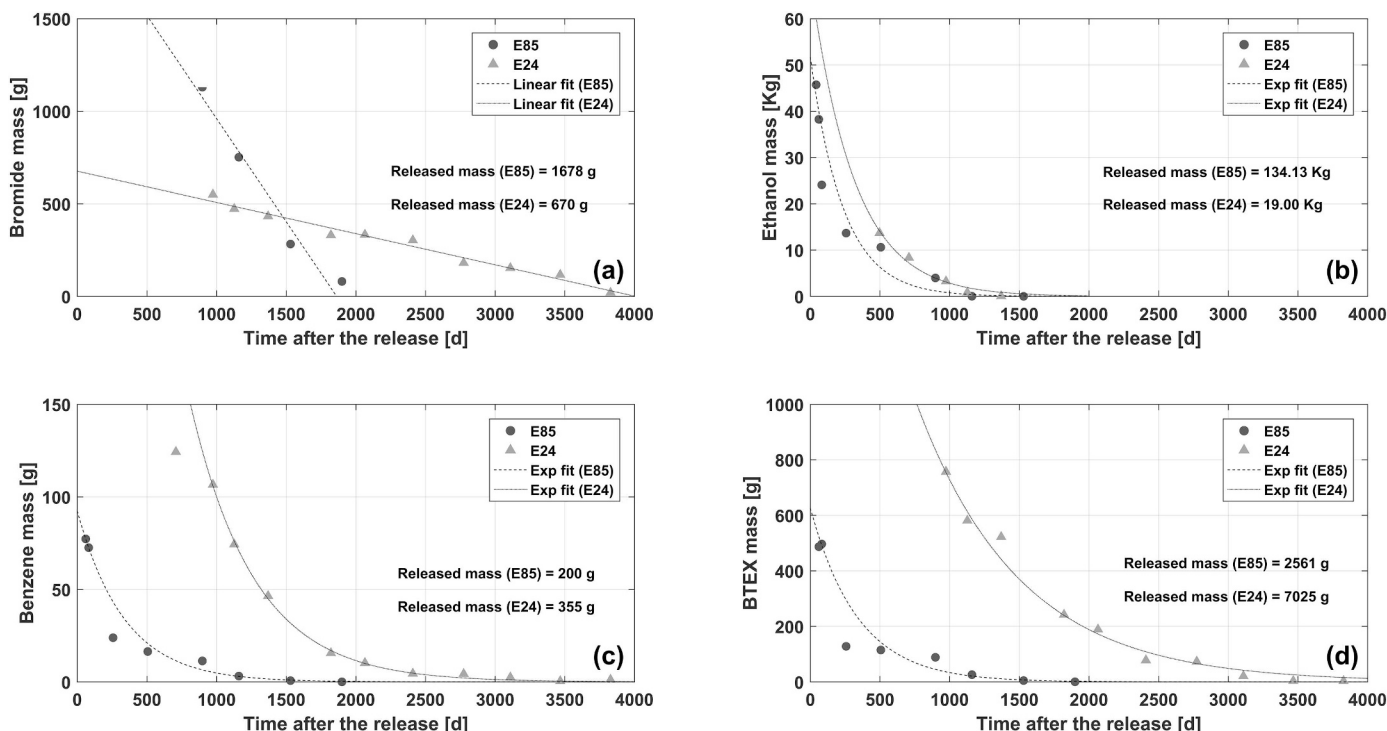 1500
1000
500
0
Bromide mass [g]
E85
E24
Linear fit (E85)
Linear fit (E24)
Released mass (E85) = 1678 g
Released mass (E24) = 670 g
(a)
0 500 1000 1500 2000 2500 3000 3500 4000
Time after the release [d]
60
50
40
30
20
10
0
Ethanol mass [Kg]
E85
E24
Exp fit (E85)
Exp fit (E24)
Released mass (E85) = 134.13 Kg
Released mass (E24) = 19.00 Kg
(b)
0 500 1000 1500 2000 2500 3000 3500 4000
Time after the release [d]
150
100
50
0
Benzene mass [g]
E85
E24
Exp fit (E85)
Exp fit (E24)
Released mass (E85) = 200 g
Released mass (E24) = 355 g
(c)
0 500 1000 1500 2000 2500 3000 3500 4000
Time after the release [d]
1000
800
600
400
200
0
BTEX mass [g]
E85
E24
Exp fit (E85)
Exp fit (E24)
Released mass (E85) = 2561 g
Released mass (E24) = 7025 g
(d)
0 500 1000 1500 2000 2500 3000 3500 4000
Time after the release [d]